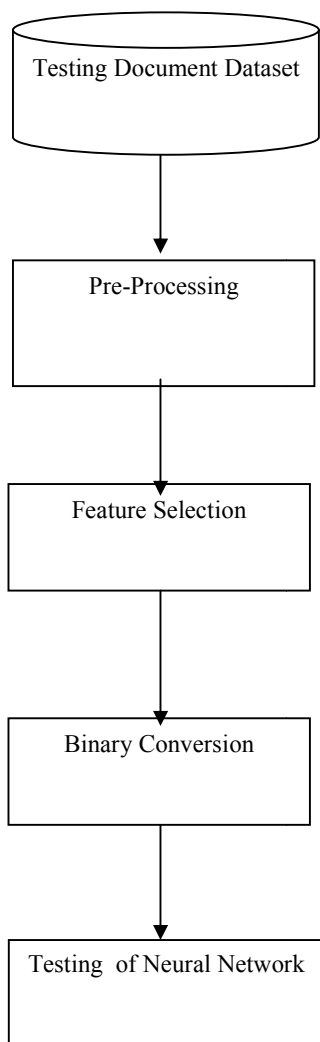 Testing Document Dataset
Pre-Processing
Feature Selection
Binary Conversion
Testing of Neural Network